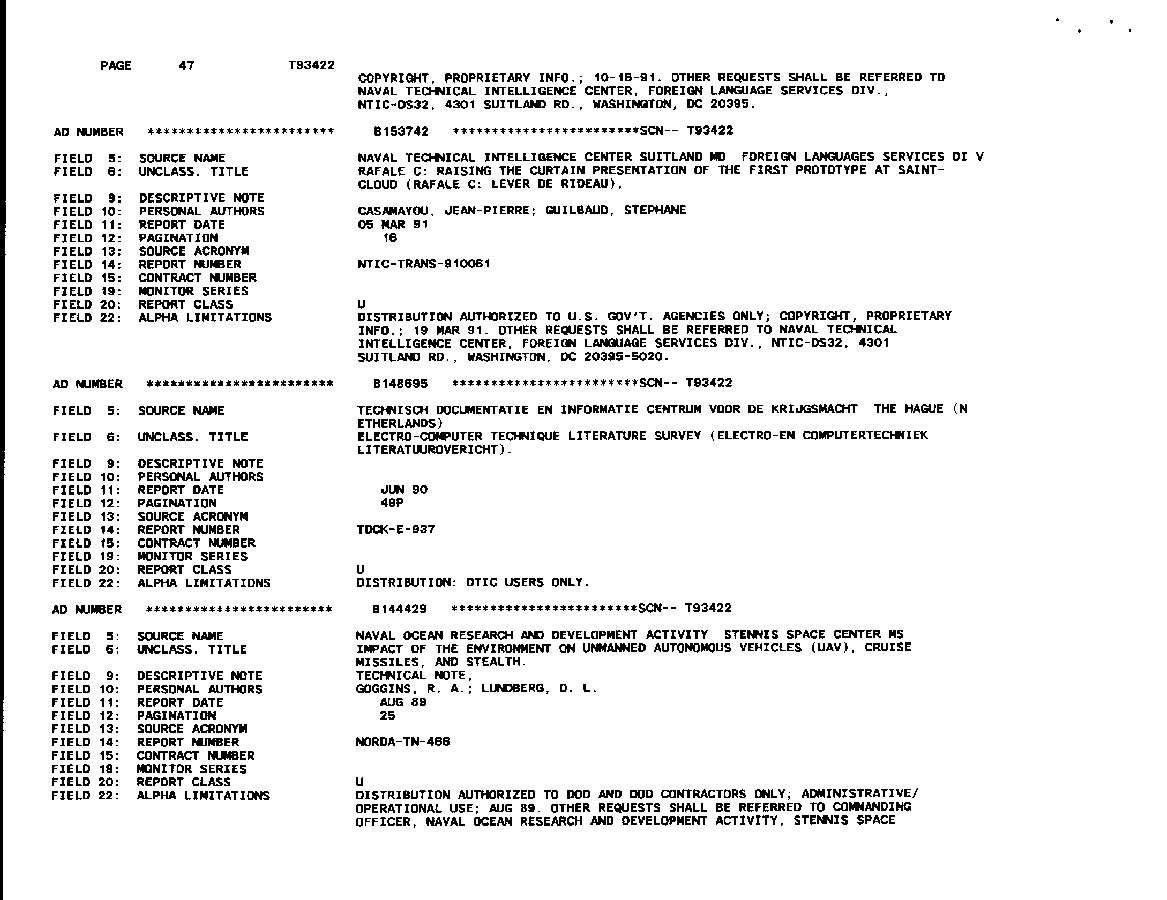 PAGE 47 T93422
COPYRIGHT, PROPRIETARY INFO.; 10-16-91. OTHER REQUESTS SHALL BE REFERRED TO
NAVAL TECHNICAL INTELLIGENCE CENTER, FOREIGN LANGUAGE SERVICES DIV.,
NTIC-DS32, 4301 SUITLAND RD., WASHINGTON, DC 20395.
AD NUMBER ************************ B153742 ************************SCN-- T93422
FIELD 5: SOURCE NAME NAVAL TECHNICAL INTELLIGENCE CENTER SUITLAND MD FOREIGN LANGUAGES SERVICES DI V
FIELD 6: UNCLASS. TITLE RAFALE C: RAISING THE CURTAIN PRESENTATION OF THE FIRST PROTOTYPE AT SAINT-
CLOUD (RAFALE C: LEVER DE RIDEAU),
FIELD 9: DESCRIPTIVE NOTE
FIELD 10: PERSONAL AUTHORS CASAMAYOU, JEAN-PIERRE; GUILBAUD, STEPHANE
FIELD 11: REPORT DATE 05 MAR 91
FIELD 12: PAGINATION 16
FIELD 13: SOURCE ACRONYM
FIELD 14: REPORT NUMBER NTIC-TRANS-910061
FIELD 15: CONTRACT NUMBER
FIELD 19: MONITOR SERIES
FIELD 20: REPORT CLASS U
FIELD 22: ALPHA LIMITATIONS DISTRIBUTION AUTHORIZED TO U.S. GOV'T. AGENCIES ONLY; COPYRIGHT, PROPRIETARY
INFO.; 19 MAR 91. OTHER REQUESTS SHALL BE REFERRED TO NAVAL TECHNICAL
INTELLIGENCE CENTER, FOREIGN LANGUAGE SERVICES DIV., NTIC-DS32, 4301
SUITLAND RD., WASHINGTON, DC 20395-5020.
AD NUMBER ************************ B148695 ************************SCN-- T93422
FIELD 5: SOURCE NAME TECHNISCH DOCUMENTATIE EN INFORMATIE CENTRUM VOOR DE KRIJGSMACHT THE HAGUE (N
ETHERLANDS)
FIELD 6: UNCLASS. TITLE ELECTRO-COMPUTER TECHNIQUE LITERATURE SURVEY (ELECTRO-EN COMPUTERTECHNIEK
LITERATUUROVERICHT).
FIELD 9: DESCRIPTIVE NOTE
FIELD 10: PERSONAL AUTHORS
FIELD 11: REPORT DATE JUN 90
FIELD 12: PAGINATION 49P
FIELD 13: SOURCE ACRONYM
FIELD 14: REPORT NUMBER TDCK-E-937
FIELD 15: CONTRACT NUMBER
FIELD 19: MONITOR SERIES
FIELD 20: REPORT CLASS U
FIELD 22: ALPHA LIMITATIONS DISTRIBUTION: DTIC USERS ONLY.
AD NUMBER ************************ B144429 ************************SCN-- T93422
FIELD 5: SOURCE NAME NAVAL OCEAN RESEARCH AND DEVELOPMENT ACTIVITY STENNIS SPACE CENTER MS
FIELD 6: UNCLASS. TITLE IMPACT OF THE ENVIRONMENT ON UNMANNED AUTONOMOUS VEHICLES (UAV), CRUISE
MISSILES, AND STEALTH.
FIELD 9: DESCRIPTIVE NOTE TECHNICAL NOTE,
FIELD 10: PERSONAL AUTHORS GOGGINS, R. A.; LUNDBERG, D. L.
FIELD 11: REPORT DATE AUG 89
FIELD 12: PAGINATION 25
FIELD 13: SOURCE ACRONYM
FIELD 14: REPORT NUMBER NORDA-TN-466
FIELD 15: CONTRACT NUMBER
FIELD 19: MONITOR SERIES
FIELD 20: REPORT CLASS U
FIELD 22: ALPHA LIMITATIONS DISTRIBUTION AUTHORIZED TO DOD AND DOD CONTRACTORS ONLY; ADMINISTRATIVE/
OPERATIONAL USE; AUG 89. OTHER REQUESTS SHALL BE REFERRED TO COMMANDING
OFFICER, NAVAL OCEAN RESEARCH AND DEVELOPMENT ACTIVITY, STENNIS SPACE